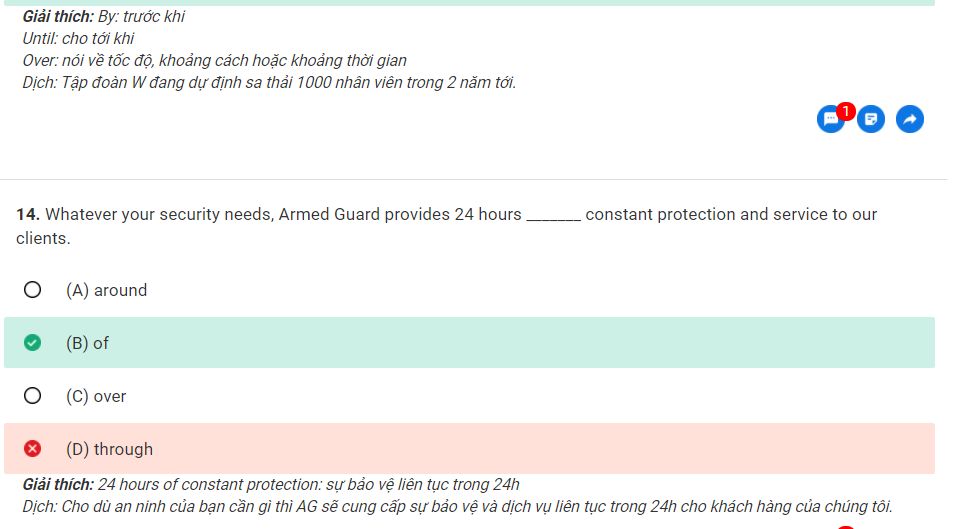 Giải thích: By: trước khi
Until: cho tới khi
Over: nói về tốc độ, khoảng cách hoặc khoảng thời gian
Dịch: Tập đoàn W đang dự định sa thải 1000 nhân viên trong 2 năm tới.
1
14. Whatever your security needs, Armed Guard provides 24 hours _______ constant protection and service to our
clients.
(A) around
(B) of
(C) over
(D) through
Giải thích: 24 hours of constant protection: sự bảo vệ liên tục trong 24h
Dịch: Cho dù an ninh của bạn cần gì thì AG sẽ cung cấp sự bảo vệ và dịch vụ liên tục trong 24h cho khách hàng của chúng tôi.